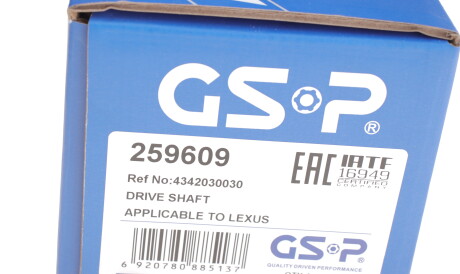 GSP®
259609
Ref No:4342030030
DRIVE SHAFT
APPLICABLE TO LEXUS
EAC
IATF
16949
CERTIFIED
COMPANY
6 920780 885137
GSP
QUALITY DRIVEN PERFORMANCE